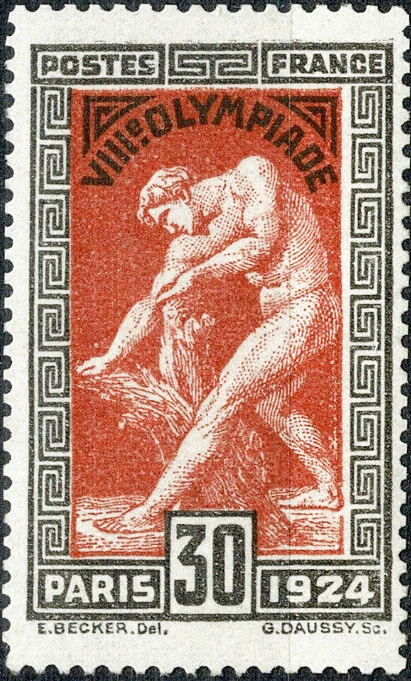 POSTES FRANCE
VIIIe. OLYMPIADE
30
PARIS 1924
E.BECKER.Del. G.DAUSSY.Sc.